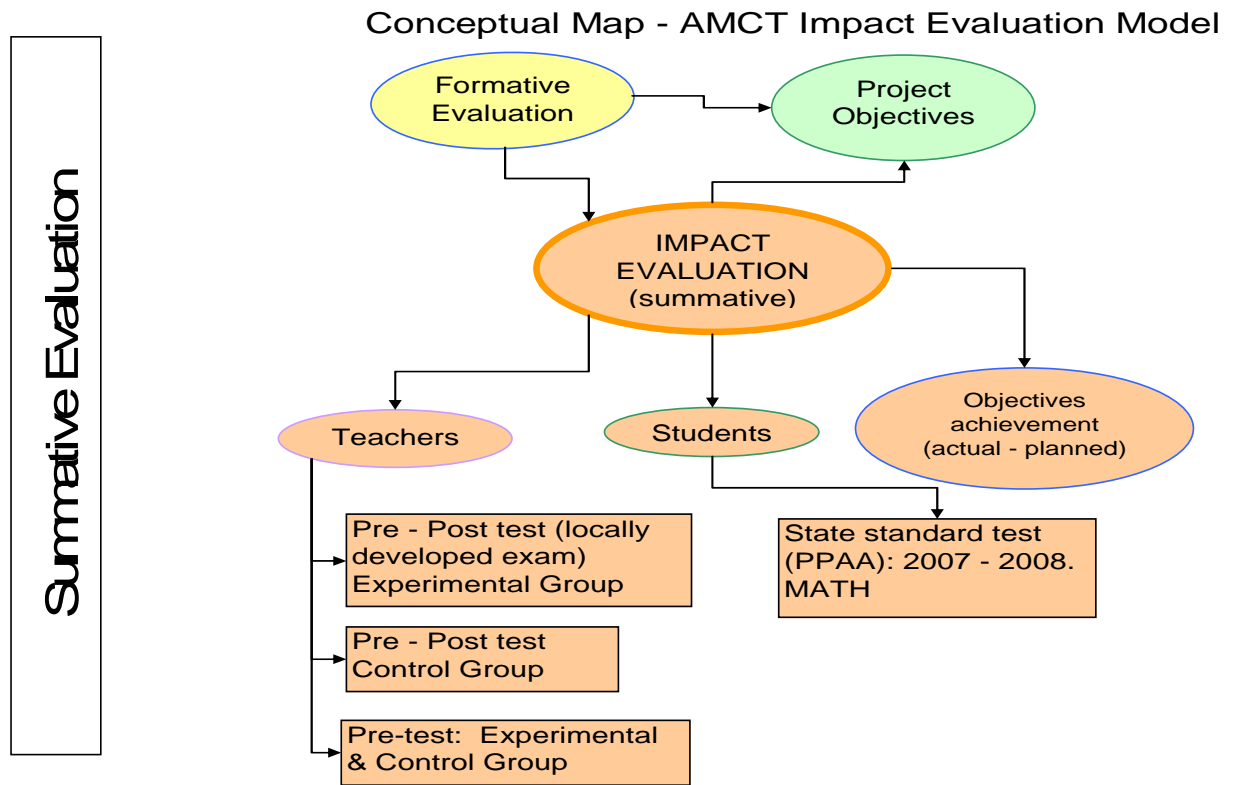 Conceptual Map - AMCT Impact Evaluation Model
Summative Evaluation
Formative
Evaluation
Project
Objectives
IMPACT
EVALUATION
(summative)
Teachers
Students
Objectives
achievement
(actual - planned)
Pre - Post test (locally
developed exam)
Experimental Group
State standard test
(PPAA): 2007 - 2008.
MATH
Pre - Post test
Control Group
Pre-test:  Experimental
& Control Group